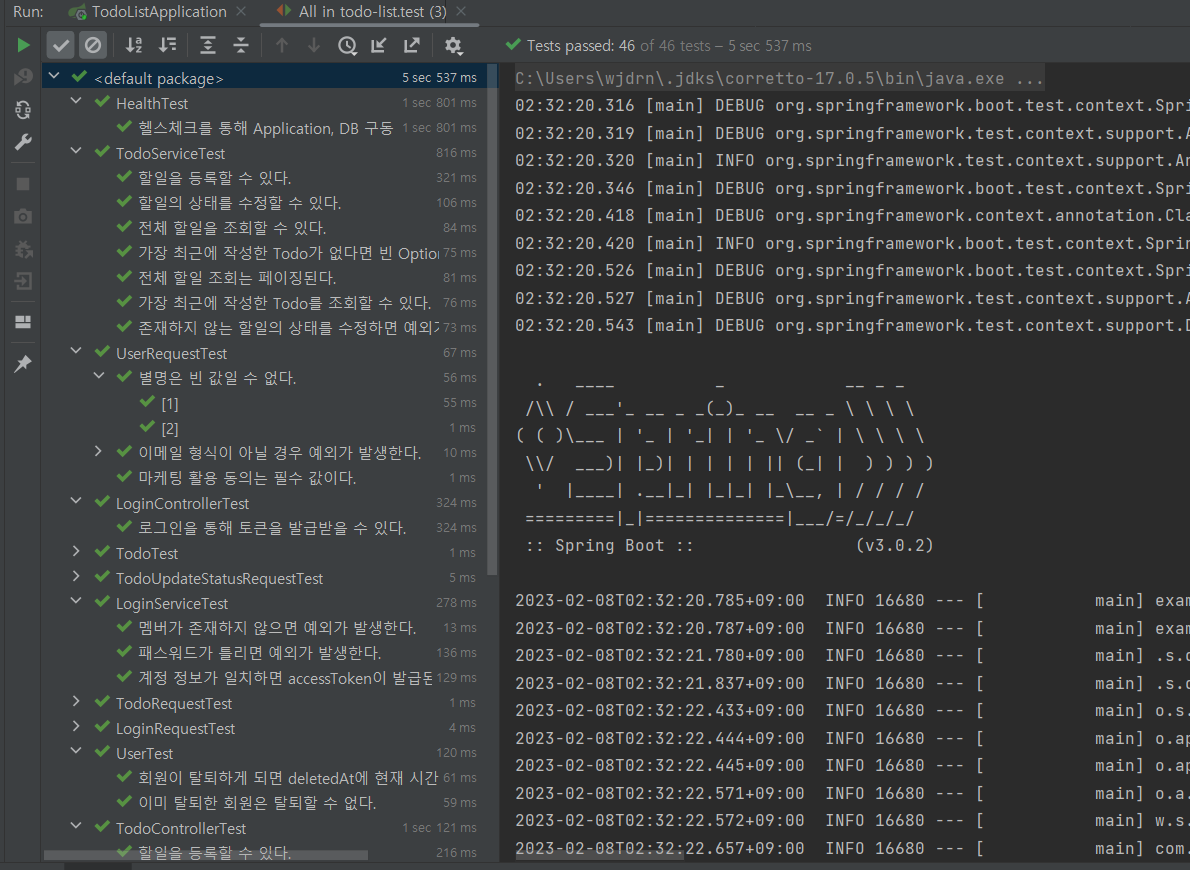 Run: TodoListApplication × All in todo-list.test (3) ×
Tests passed: 46 of 46 tests – 5 sec 537 ms
<default package> 5 sec 537 ms
HealthTest 1 sec 801 ms
헬스체크를 통해 Application, DB 구동 1 sec 801 ms
TodoServiceTest 816 ms
할일을 등록할 수 있다. 321 ms
할일의 상태를 수정할 수 있다. 106 ms
전체 할일을 조회할 수 있다. 84 ms
가장 최근에 작성한 Todo가 없다면 빈 Optio 75 ms
전체 할일 조회는 페이징된다. 81 ms
가장 최근에 작성한 Todo를 조회할 수 있다. 76 ms
존재하지 않는 할일의 상태를 수정하면 예외 73 ms
UserRequestTest 67 ms
별명은 빈 값일 수 없다. 56 ms
[1] 55 ms
[2] 1 ms
이메일 형식이 아닐 경우 예외가 발생한다. 10 ms
마케팅 활용 동의는 필수 값이다. 1 ms
LoginControllerTest 324 ms
로그인을 통해 토큰을 발급받을 수 있다. 324 ms
TodoTest 1 ms
TodoUpdateStatusRequestTest 5 ms
LoginServiceTest 278 ms
멤버가 존재하지 않으면 예외가 발생한다. 13 ms
패스워드가 틀리면 예외가 발생한다. 136 ms
계정 정보가 일치하면 accessToken이 발급된 129 ms
TodoRequestTest 1 ms
LoginRequestTest 4 ms
UserTest 120 ms
회원이 탈퇴하게 되면 deletedAt에 현재 시간 61 ms
이미 탈퇴한 회원은 탈퇴할 수 없다. 59 ms
TodoControllerTest 1 sec 121 ms
할일을 등록할 수 있다. 216 ms
C:\Users\wjdrn\.jdks\corretto-17.0.5\bin\java.exe ...
02:32:20.316 [main] DEBUG org.springframework.boot.test.context.Spri
02:32:20.319 [main] DEBUG org.springframework.test.context.support.A
02:32:20.320 [main] INFO org.springframework.test.context.support.An
02:32:20.346 [main] DEBUG org.springframework.boot.test.context.Spri
02:32:20.418 [main] DEBUG org.springframework.context.annotation.Cla
02:32:20.420 [main] INFO org.springframework.boot.test.context.Sprin
02:32:20.526 [main] DEBUG org.springframework.boot.test.context.Spri
02:32:20.527 [main] DEBUG org.springframework.boot.test.context.A
02:32:20.543 [main] DEBUG org.springframework.test.context.support.D
  .   ____          _            __ _ _
 /\\ / ___'_ __ _ _(_)_ __  __ _ \ \ \ \
( ( )\___ | '_ | '_| | '_ \/ _` | \ \ \ \
 \\/  ___)| |_)| | | | | || (_| |  ) ) ) )
  '  |____| .__|_| |_|_| |_\__, | / / / /
 =========|_|==============|___/=/_/_/_/
 :: Spring Boot ::                (v3.0.2)
2023-02-08T02:32:20.785+09:00  INFO 16680 --- [           main] exam
2023-02-08T02:32:20.787+09:00  INFO 16680 --- [           main] exam
2023-02-08T02:32:21.780+09:00  INFO 16680 --- [           main] .s.d
2023-02-08T02:32:21.837+09:00  INFO 16680 --- [           main] .s.d
2023-02-08T02:32:22.433+09:00  INFO 16680 --- [           main] o.s.
2023-02-08T02:32:22.444+09:00  INFO 16680 --- [           main] o.ap
2023-02-08T02:32:22.445+09:00  INFO 16680 --- [           main] o.ap
2023-02-08T02:32:22.571+09:00  INFO 16680 --- [           main] o.a.
2023-02-08T02:32:22.572+09:00  INFO 16680 --- [           main] w.s.
2023-02-08T02:32:22.657+09:00  INFO 16680 --- [           main] com.